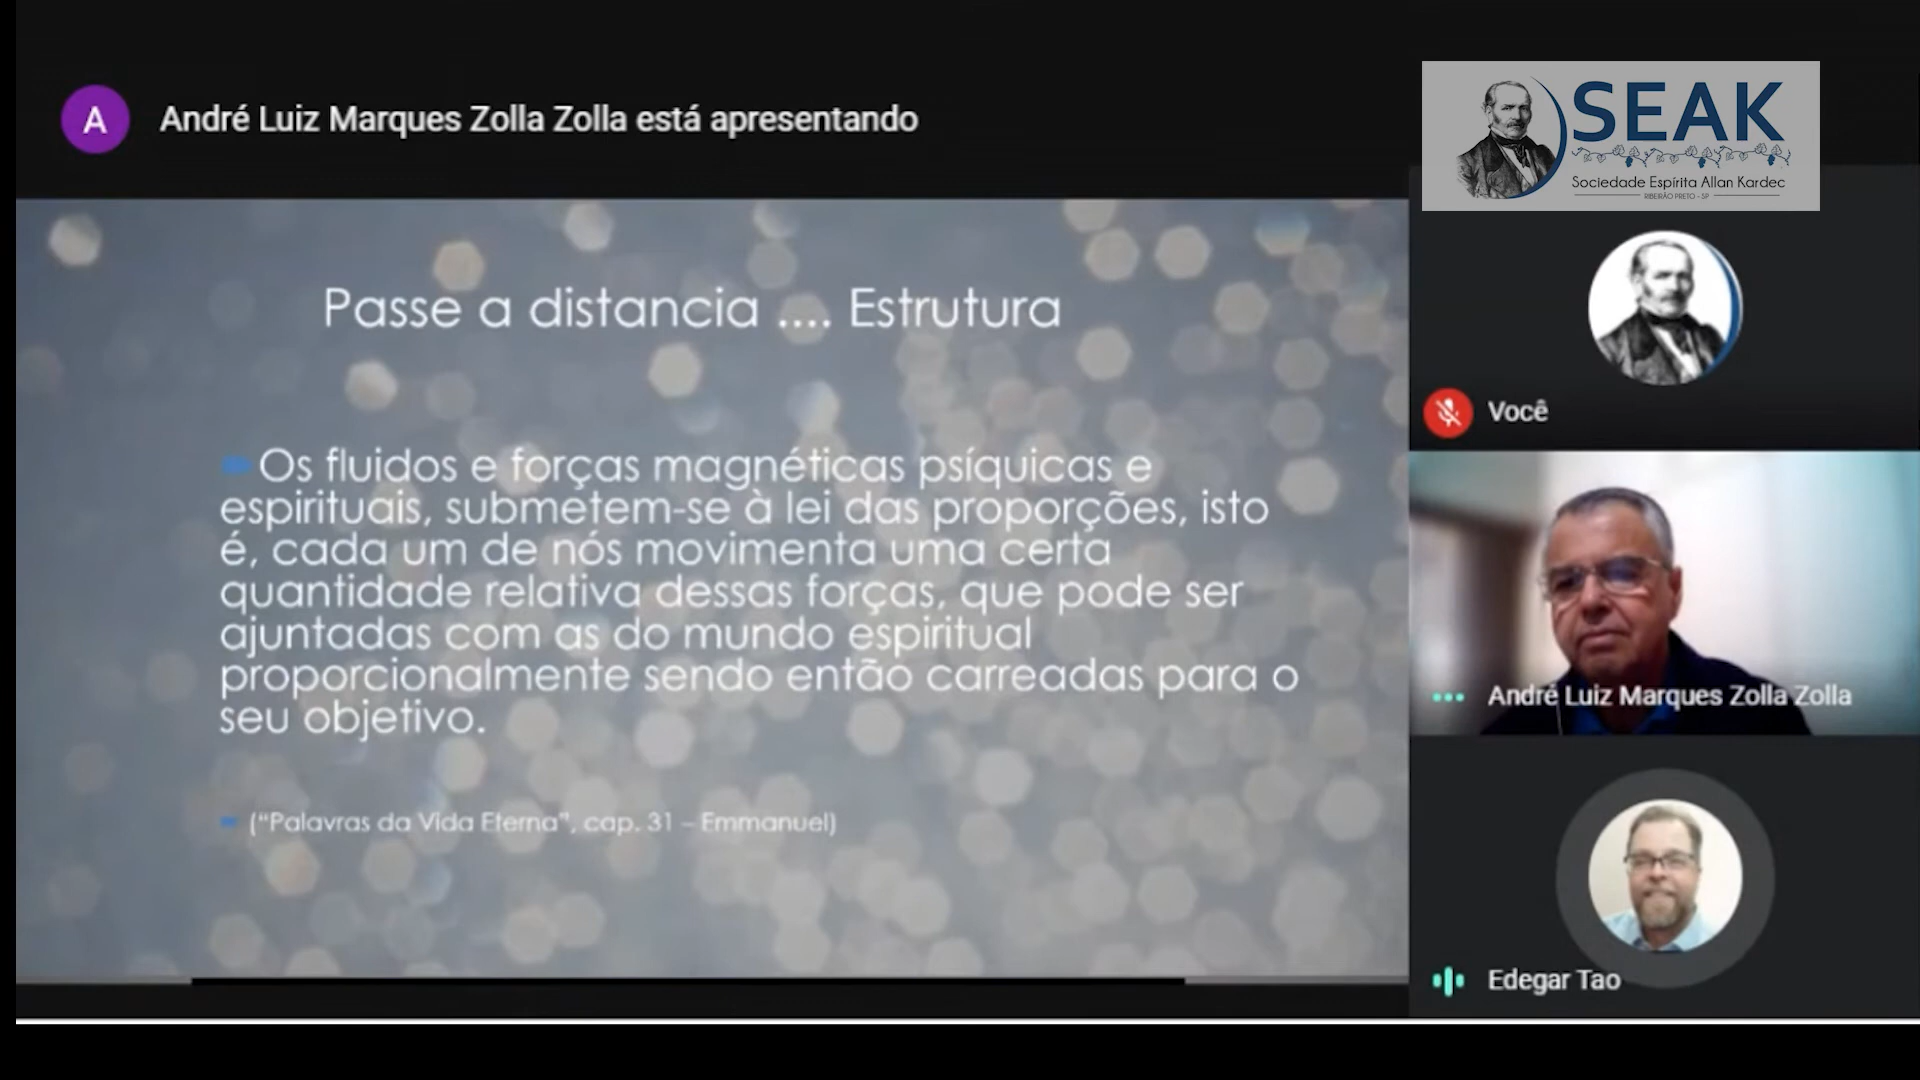 A
André Luiz Marques Zolla Zolla está apresentando
SEAK
Sociedade Espírita Allan Kardec
RIBEIRÃO PRETO - SP
Passe a distancia .... Estrutura
Os fluidos e forças magnéticas psíquicas e
espirituais, submetem-se à lei das proporções, isto
é, cada um de nós movimenta uma certa
quantidade relativa dessas forças, que pode ser
ajuntadas com as do mundo espiritual
proporcionalmente sendo então carreadas para o
seu objetivo.
(“Palavras da Vida Eterna”, cap. 31 – Emmanuel)
Você
André Luiz Marques Zolla Zolla
Edegar Tao